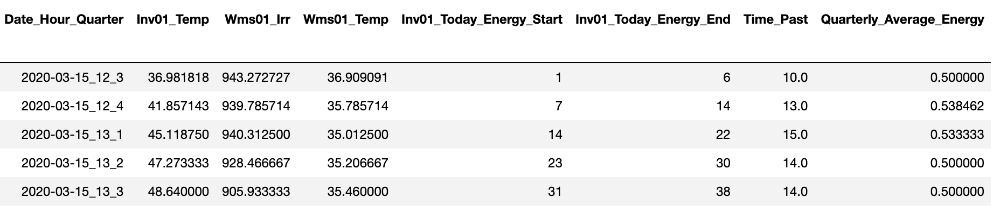 Date_Hour_Quarter Inv01_Temp Wms01_Irr Wms01_Temp Inv01_Today_Energy_Start Inv01_Today_Energy_End Time_Past Quarterly_Average_Energy
2020-03-15_12_3 36.981818 943.272727 36.909091 1 6 10.0 0.500000
2020-03-15_12_4 41.857143 939.785714 35.785714 7 14 13.0 0.538462
2020-03-15_13_1 45.118750 940.312500 35.012500 14 22 15.0 0.533333
2020-03-15_13_2 47.273333 928.466667 35.206667 23 30 14.0 0.500000
2020-03-15_13_3 48.640000 905.933333 35.460000 31 38 14.0 0.500000